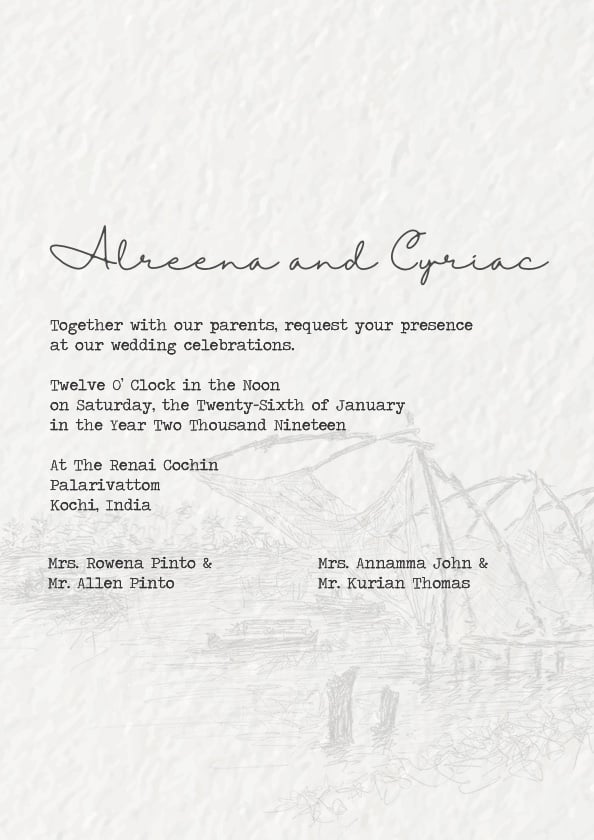 Alreena and Cyriac
Together with our parents, request your presence
at our wedding celebrations.
Twelve O' Clock in the Noon
on Saturday, the Twenty-Sixth of January
in the Year Two Thousand Nineteen
At The Renai Cochin
Palarivattom
Kochi, India
Mrs. Rowena Pinto &
Mr. Allen Pinto
Mrs. Annamma John &
Mr. Kurian Thomas